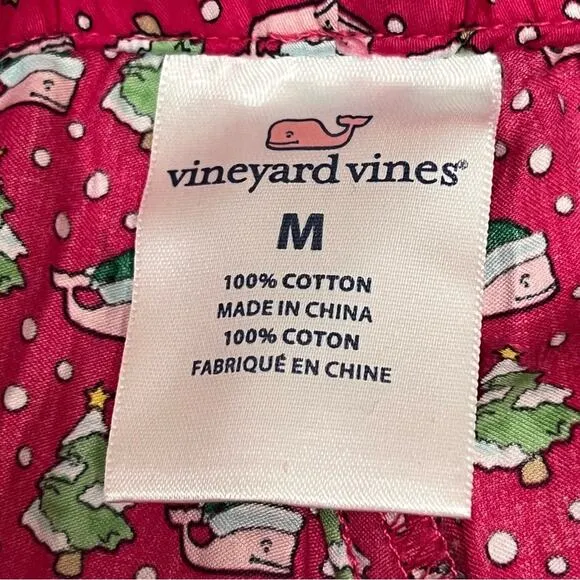 vineyard vines®
M
100% COTTON
MADE IN CHINA
100% COTON
FABRIQUÉ EN CHINE